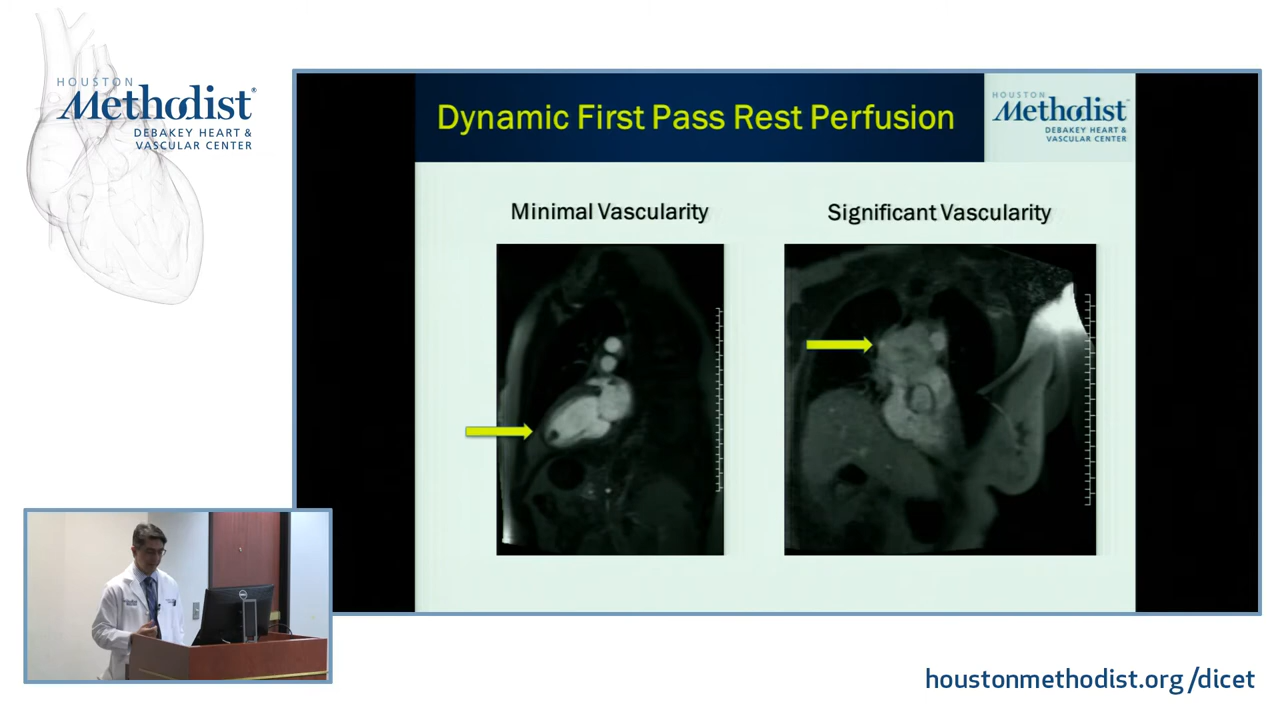 HOUSTON
Methodist®
DEBAKEY HEART &
VASCULAR CENTER
Dynamic First Pass Rest Perfusion
HOUSTON
Methodist
DEBAKEY HEART &
VASCULAR CENTER
Minimal Vascularity
Significant Vascularity
DELL
houstonmethodist.org/dicet